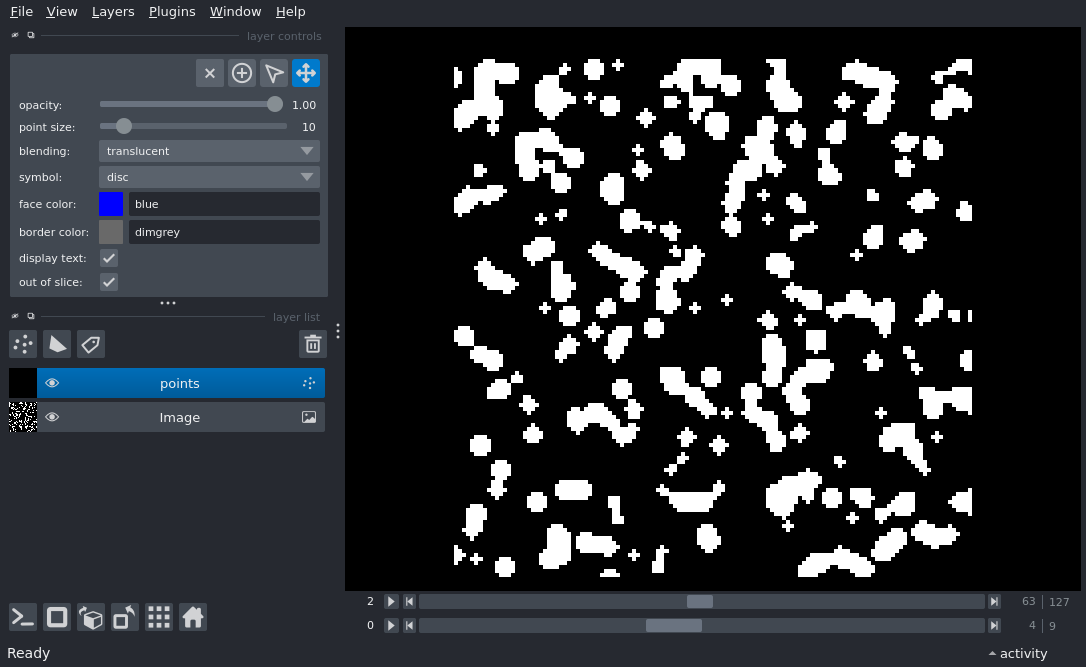 File View Layers Plugins Window Help
layer controls
opacity: 1.00
point size: 10
blending: translucent
symbol: disc
face color: blue
border color: dimgrey
display text:
out of slice:
layer list
points
Image
2 63 127
0 4 9
Ready activity